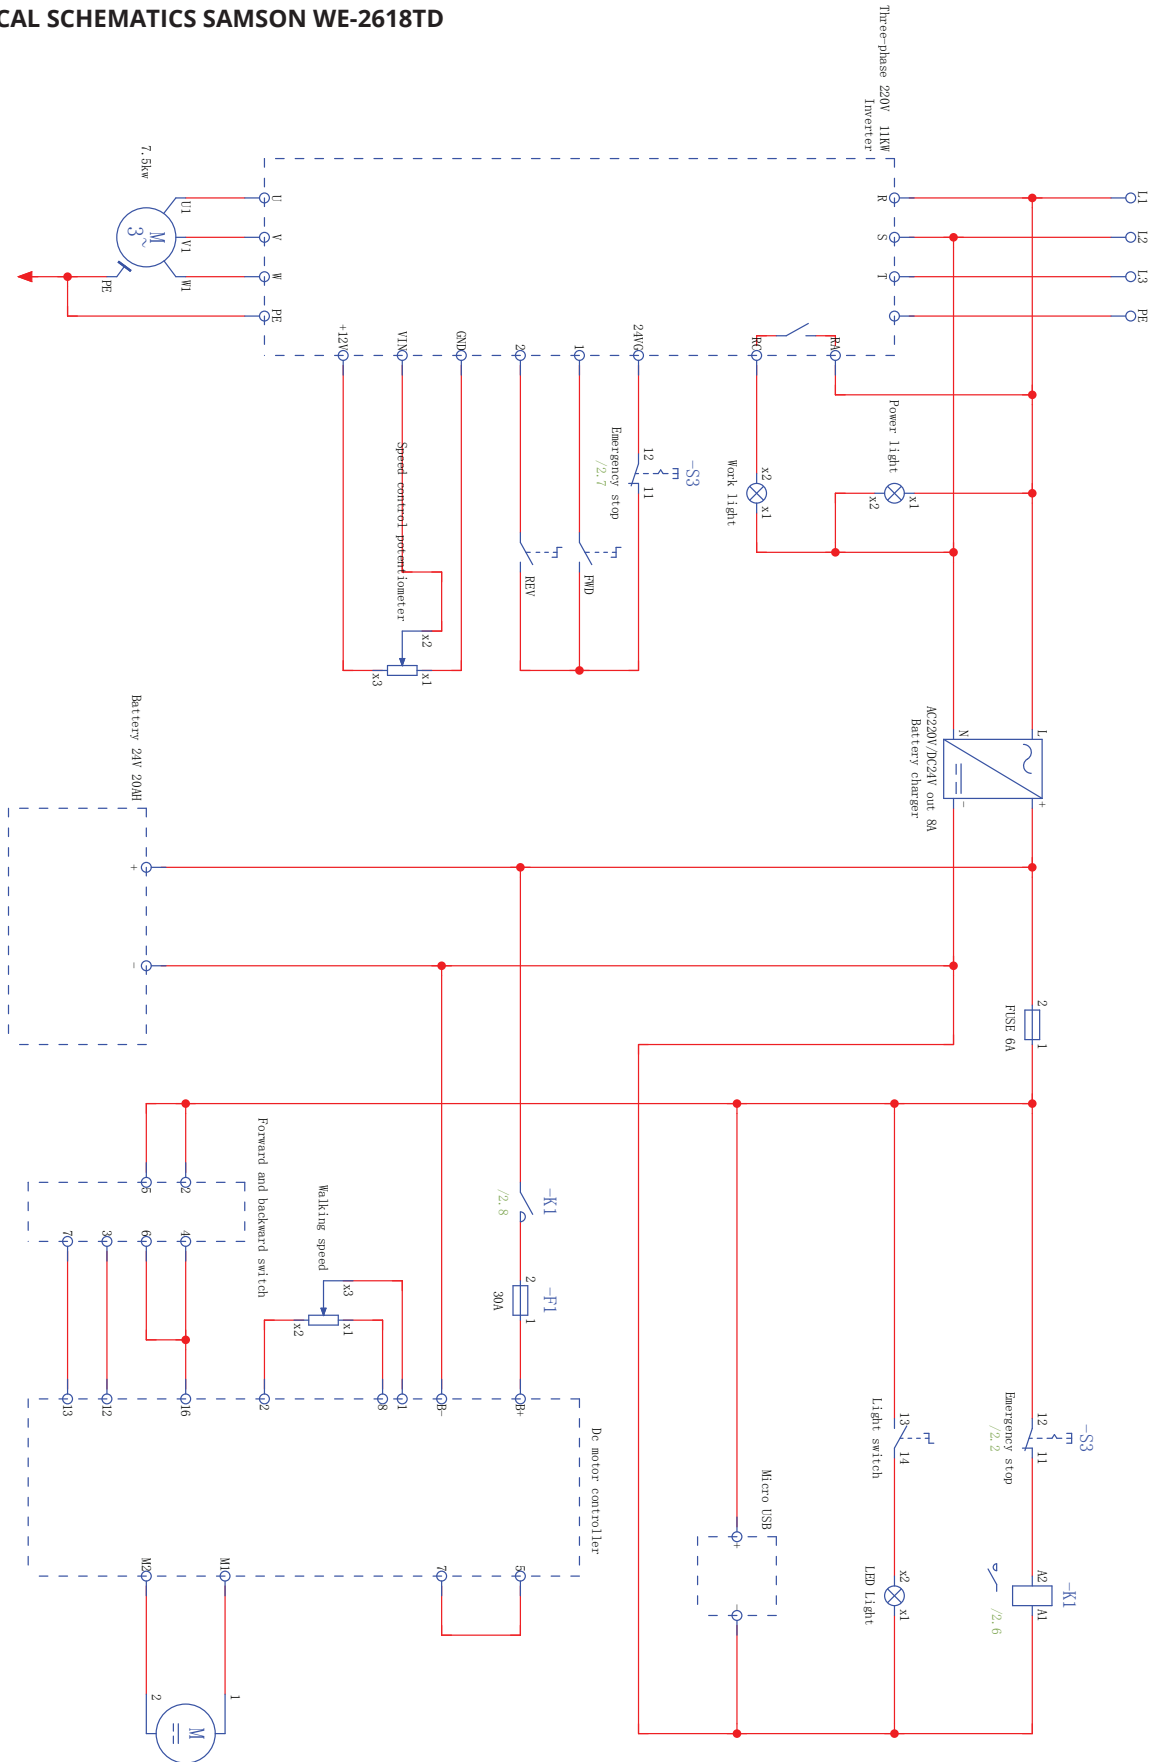 CAL SCHEMATICS SAMSON WE-2618TD
Three-phase 220V 11KW
Inverter
L1
L2
L3
PE
R
S
T
7.5kw
M
3~
U1
V1
W1
PE
U
V
W
PE
+12V
VIN
GND
2
1
24VG
RC
RA
Speed control potentiometer
x2
x1
x3
REV
FWD
Emergency stop
/2.7
12
11
-S3
Work light
x2
x1
Power light
x1
x2
AC220V/DC24V out 8A
Battery charger
L
N
+
-
Battery 24V 20AH
+
-
2
1
FUSE 6A
Forward and backward switch
5
2
7
3
6
4
Walking speed
x3
x1
x2
-K1
/2.8
-F1
30A
2
1
13
12
16
2
8
1
B-
B+
Dc motor controller
M2
M1
7
5
2
1
M
Micro USB
+
-
Light switch
13
14
LED Light
x2
x1
Emergency stop
/2.2
12
11
-S3
A2
A1
-K1
/2.6